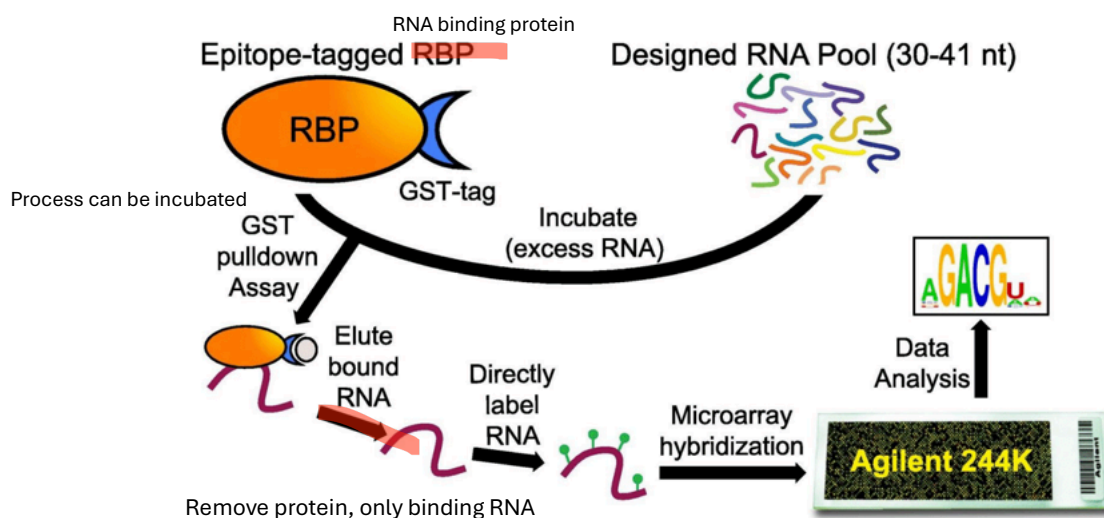 RNA binding protein
Epitope-tagged RBP
Designed RNA Pool (30-41 nt)
RBP
GST-tag
Process can be incubated
GST
pulldown
Assay
Incubate
(excess RNA)
Elute
bound
RNA
Directly
label
RNA
Microarray
hybridization
Data
Analysis
AGACGU
Agilent 244K
Agilent
Remove protein, only binding RNA